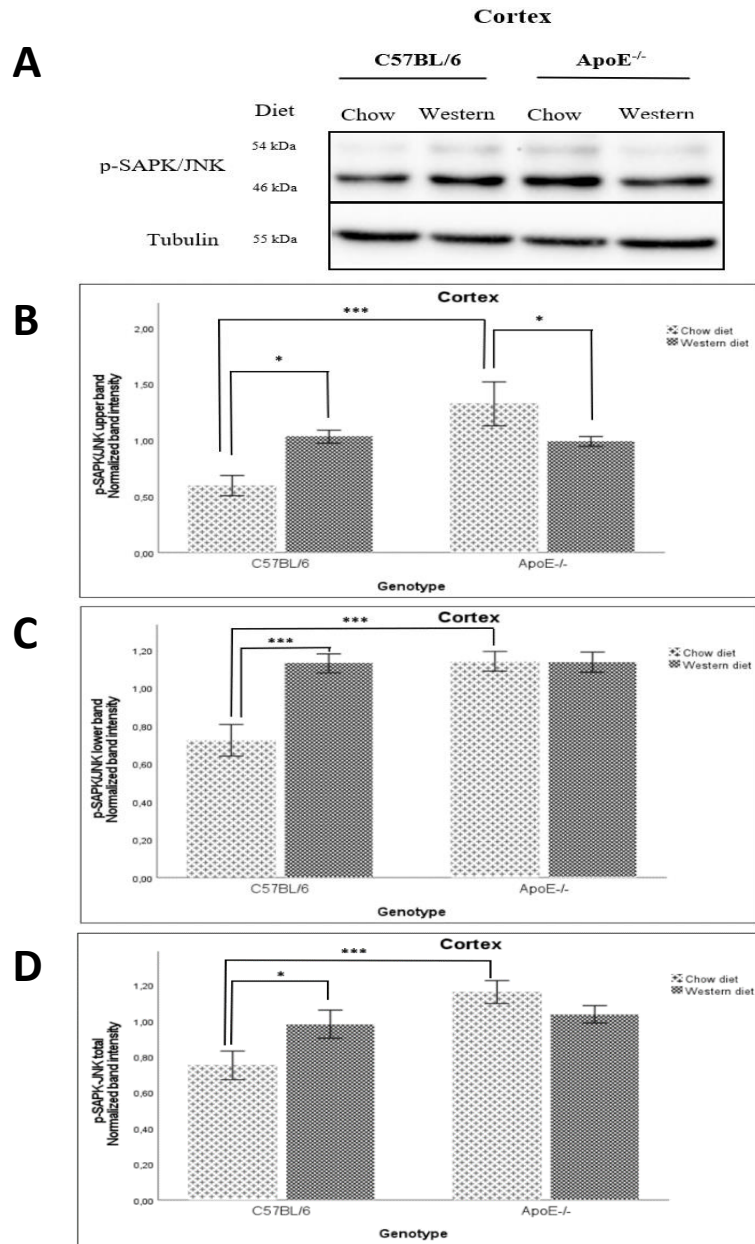 Cortex
A
C57BL/6 ApoE-/-
Diet Chow Western Chow Western
54 kDa
p-SAPK/JNK
46 kDa
Tubulin 55 kDa
B
Cortex
***
*
*
Chow diet
Western diet
p-SAPK/JNK upper band
Normalized band intensity
2,00
1,50
1,00
0,50
0,00
C57BL/6 ApoE-/-
Genotype
C
Cortex
***
***
Chow diet
Western diet
p-SAPK/JNK lower band
Normalized band intensity
1,20
1,00
0,80
0,60
0,40
0,20
0,00
C57BL/6 ApoE-/-
Genotype
D
Cortex
***
*
Chow diet
Western diet
p-SAPK-JNK total
Normalized band intensity
1,20
1,00
0,80
0,60
0,40
0,20
0,00
C57BL/6 ApoE-/-
Genotype